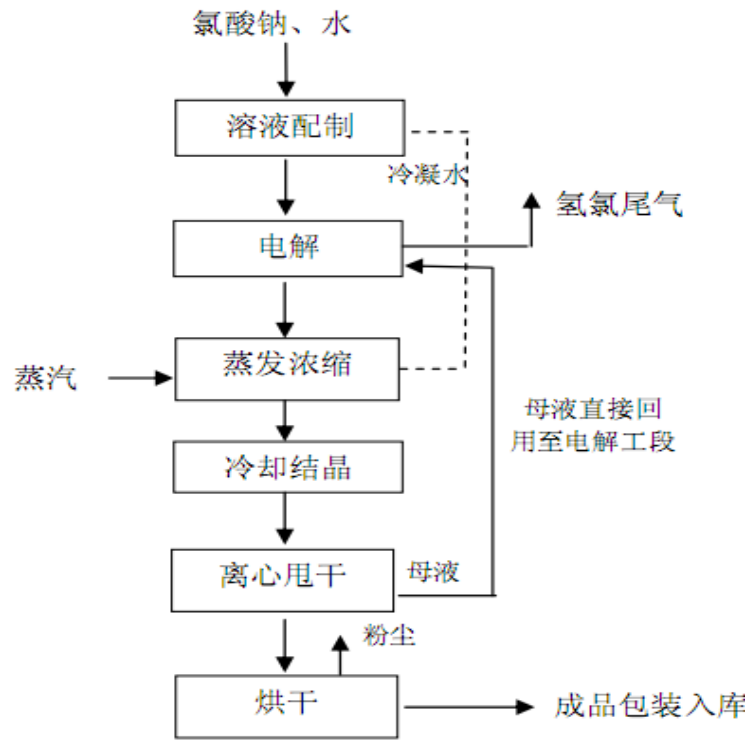 氯酸钠、水
溶液配制
冷凝水
氢氯尾气
电解
蒸汽
蒸发浓缩
母液直接回
用至电解工段
冷却结晶
离心甩干
母液
粉尘
烘干
成品包装入库